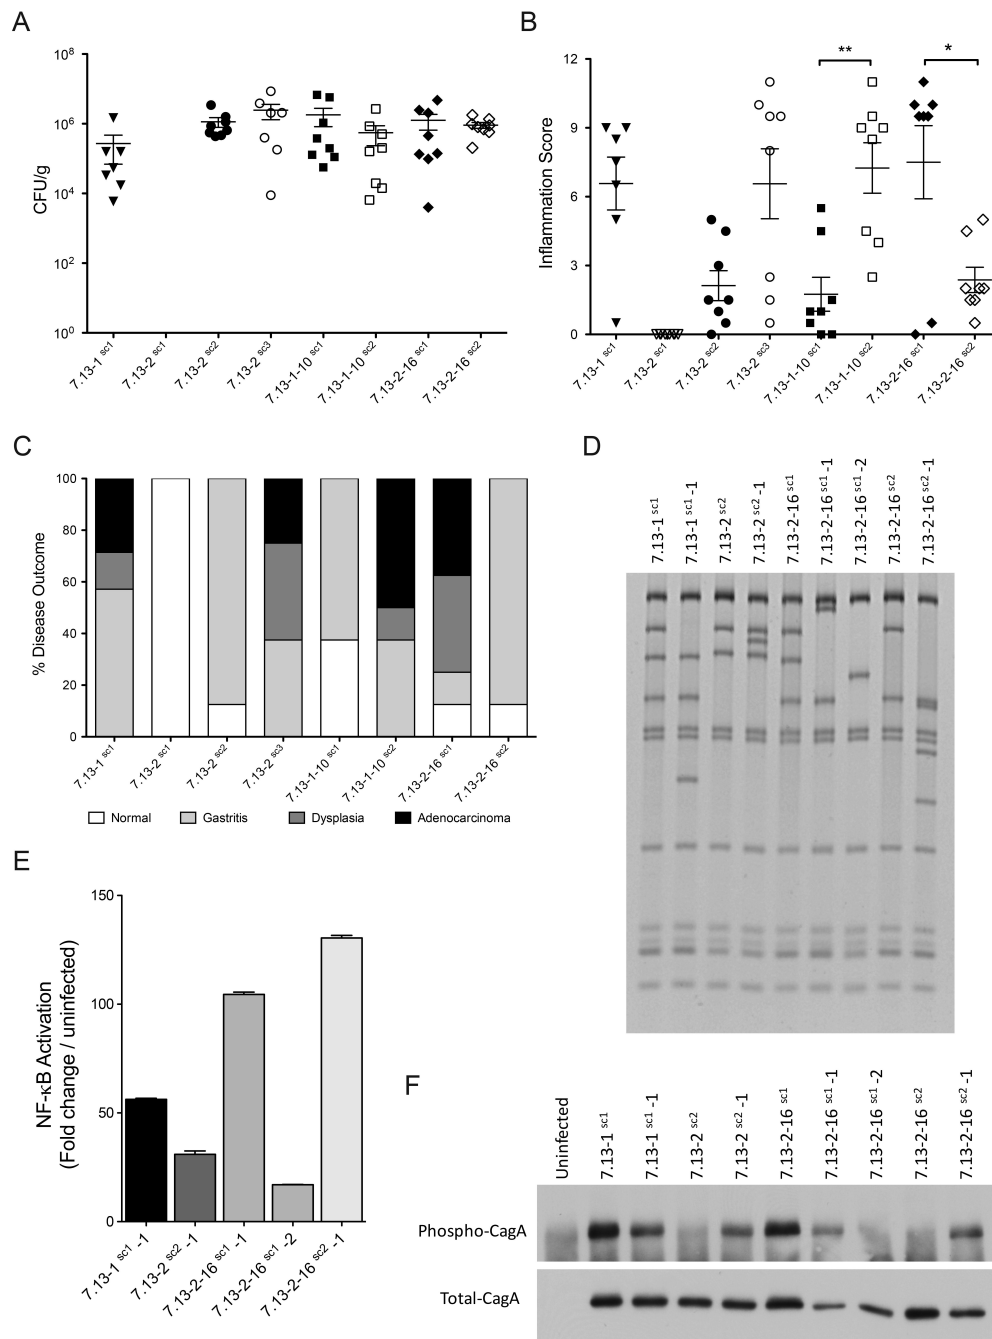 A
CFU/g
10^8
10^6
10^4
10^2
10^0
7.13-1 sc1
7.13-2 sc1
7.13-2 sc2
7.13-2 sc3
7.13-1-10 sc1
7.13-1-10 sc2
7.13-2-16 sc1
7.13-2-16 sc2
B
Inflammation Score
12
9
6
3
0
**
*
7.13-1 sc1
7.13-2 sc1
7.13-2 sc2
7.13-2 sc3
7.13-1-10 sc1
7.13-1-10 sc2
7.13-2-16 sc1
7.13-2-16 sc2
C
% Disease Outcome
100
80
60
40
20
0
7.13-1 sc1
7.13-2 sc1
7.13-2 sc2
7.13-2 sc3
7.13-1-10 sc1
7.13-1-10 sc2
7.13-2-16 sc1
7.13-2-16 sc2
Normal
Gastritis
Dysplasia
Adenocarcinoma
D
7.13-1 sc1
7.13-1 sc1 -1
7.13-2 sc2
7.13-2 sc2 -1
7.13-2-16 sc1
7.13-2-16 sc1 -1
7.13-2-16 sc1 -2
7.13-2-16 sc2
7.13-2-16 sc2 -1
E
NF-κB Activation
(Fold change / uninfected)
150
100
50
0
7.13-1 sc1 -1
7.13-2 sc2 -1
7.13-2-16 sc1 -1
7.13-2-16 sc1 -2
7.13-2-16 sc2 -1
F
Uninfected
7.13-1 sc1
7.13-1 sc1 -1
7.13-2 sc2
7.13-2 sc2 -1
7.13-2-16 sc1
7.13-2-16 sc1 -1
7.13-2-16 sc1 -2
7.13-2-16 sc2
7.13-2-16 sc2 -1
Phospho-CagA
Total-CagA